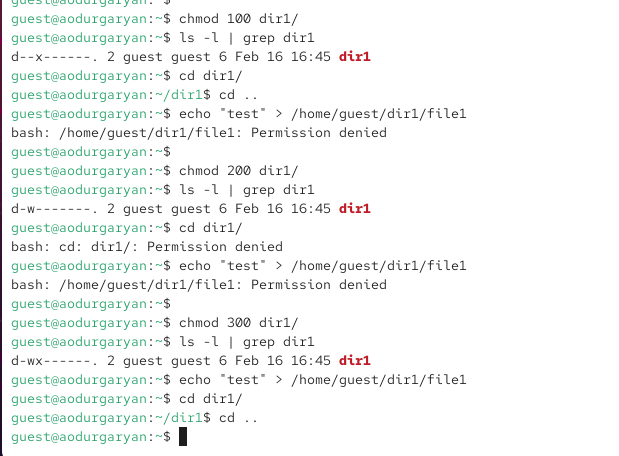 guest@aodurgaryan:~$
guest@aodurgaryan:~$ chmod 100 dir1/
guest@aodurgaryan:~$ ls -l | grep dir1
d--x------. 2 guest guest 6 Feb 16 16:45 dir1
guest@aodurgaryan:~$ cd dir1/
guest@aodurgaryan:~/dir1$ cd ..
guest@aodurgaryan:~$ echo "test" > /home/guest/dir1/file1
bash: /home/guest/dir1/file1: Permission denied
guest@aodurgaryan:~$
guest@aodurgaryan:~$ chmod 200 dir1/
guest@aodurgaryan:~$ ls -l | grep dir1
d-w-------. 2 guest guest 6 Feb 16 16:45 dir1
guest@aodurgaryan:~$ cd dir1/
bash: cd: dir1/: Permission denied
guest@aodurgaryan:~$ echo "test" > /home/guest/dir1/file1
bash: /home/guest/dir1/file1: Permission denied
guest@aodurgaryan:~$
guest@aodurgaryan:~$ chmod 300 dir1/
guest@aodurgaryan:~$ ls -l | grep dir1
d-wx------. 2 guest guest 6 Feb 16 16:45 dir1
guest@aodurgaryan:~$ echo "test" > /home/guest/dir1/file1
guest@aodurgaryan:~$ cd dir1/
guest@aodurgaryan:~/dir1$ cd ..
guest@aodurgaryan:~$